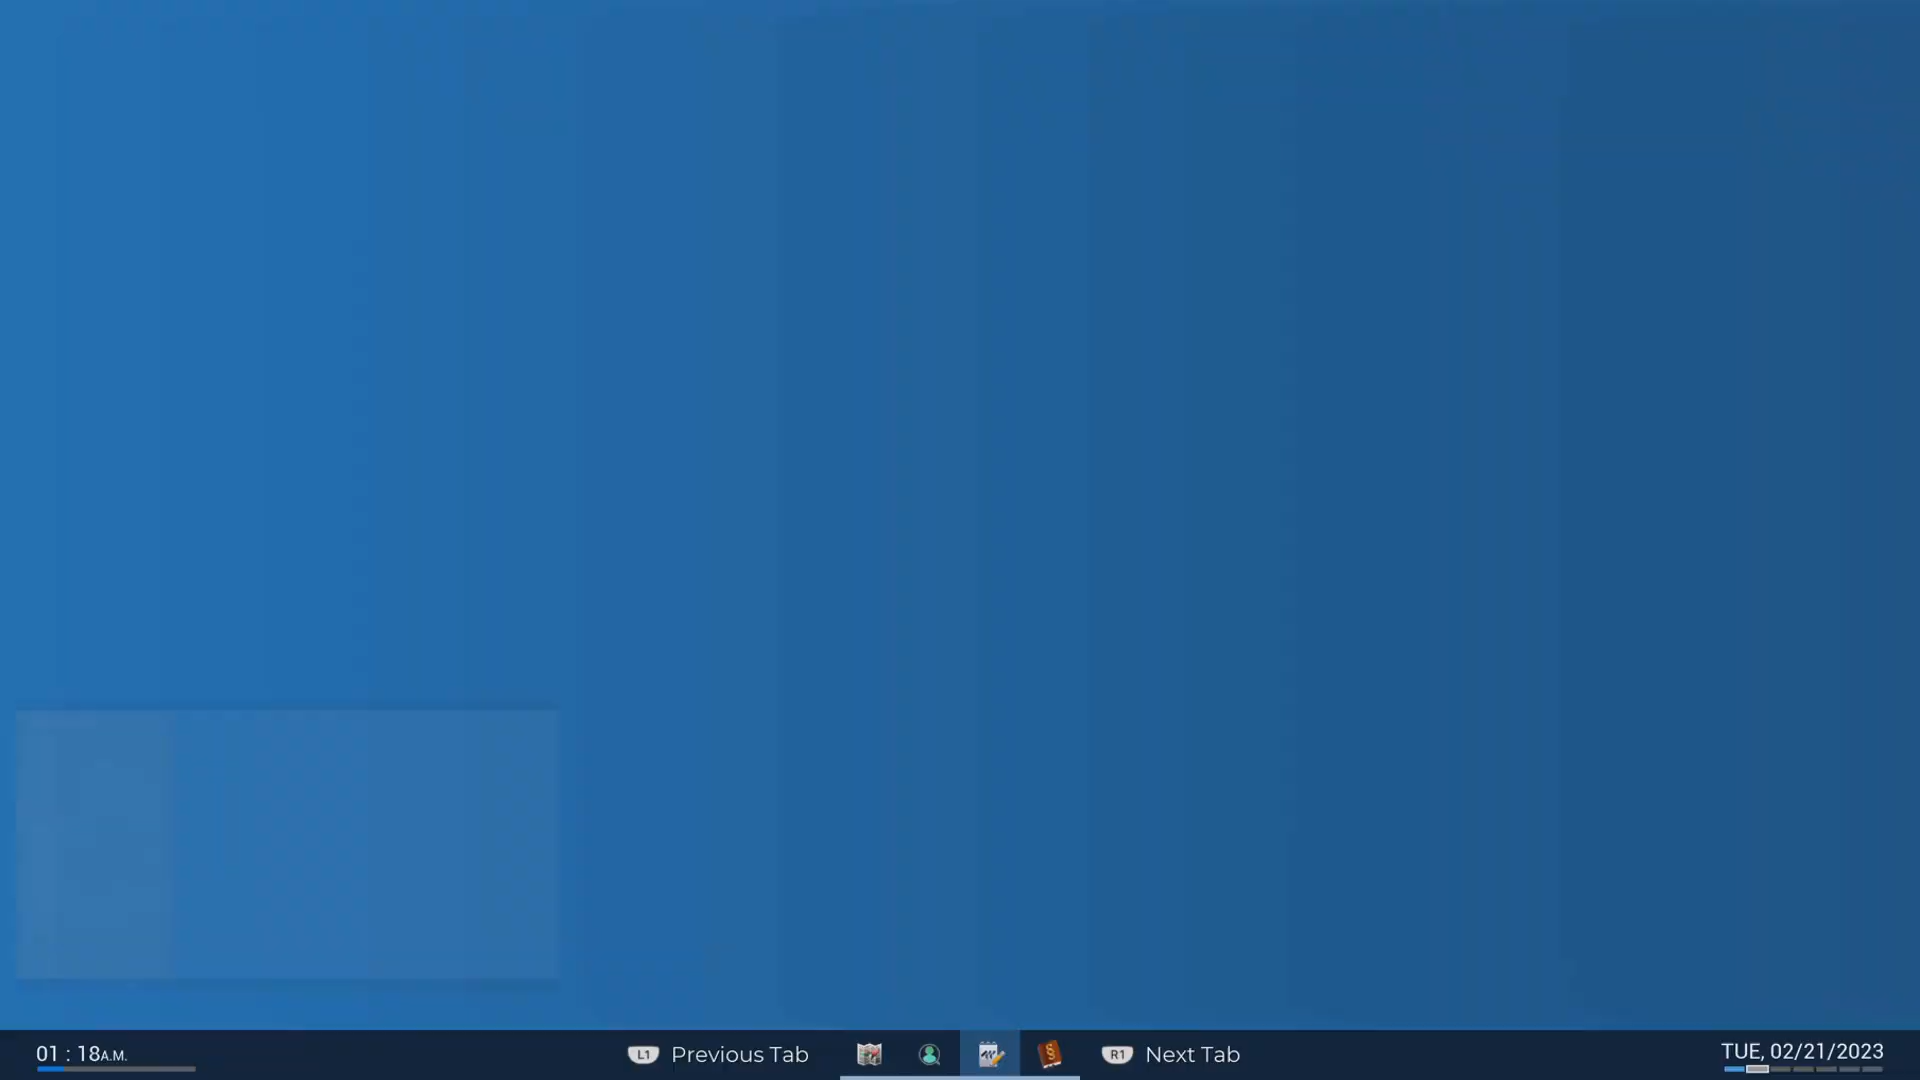 01 : 18A.M.
L1 Previous Tab
R1 Next Tab
TUE, 02/21/2023